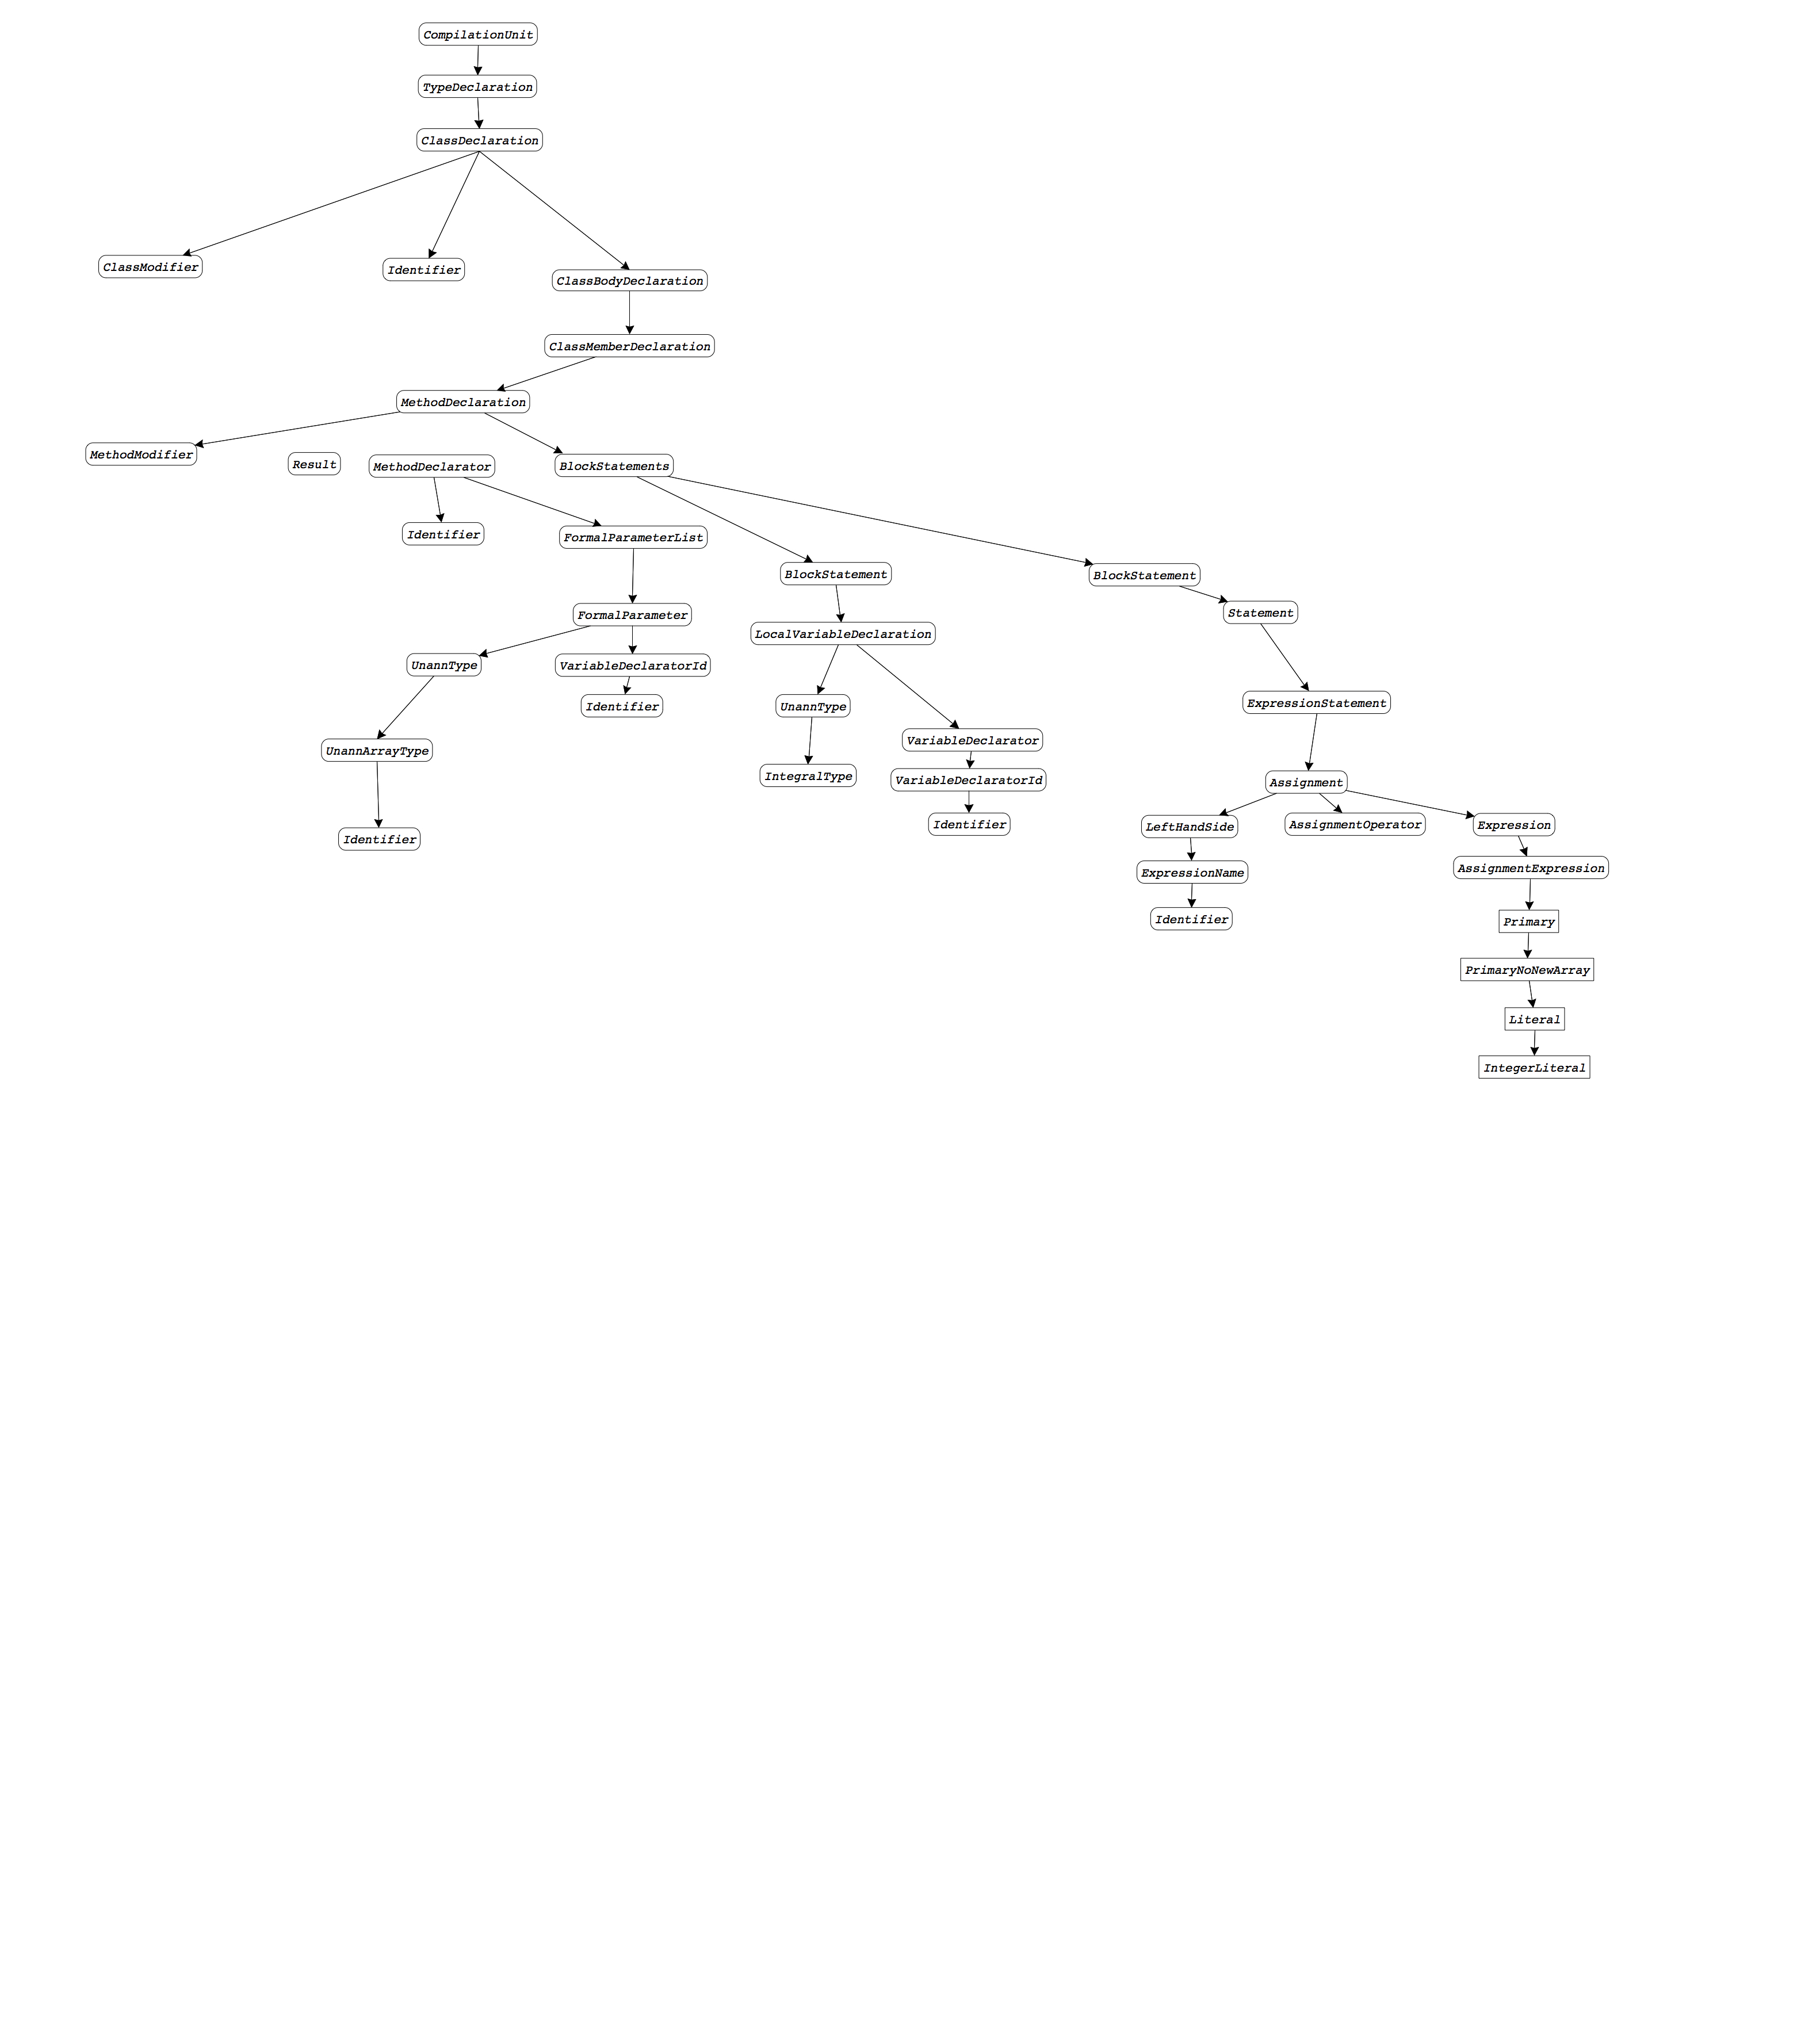 CompilationUnit
TypeDeclaration
ClassDeclaration
ClassModifier
Identifier
ClassBodyDeclaration
ClassMemberDeclaration
MethodDeclaration
MethodModifier
Result
MethodDeclarator
BlockStatements
Identifier
FormalParameterList
BlockStatement
BlockStatement
FormalParameter
Statement
LocalVariableDeclaration
UnannType
VariableDeclaratorId
Identifier
UnannType
ExpressionStatement
UnannArrayType
VariableDeclarator
IntegralType
VariableDeclaratorId
Assignment
Identifier
Identifier
LeftHandSide
AssignmentOperator
Expression
ExpressionName
AssignmentExpression
Identifier
Primary
PrimaryNoNewArray
Literal
IntegerLiteral